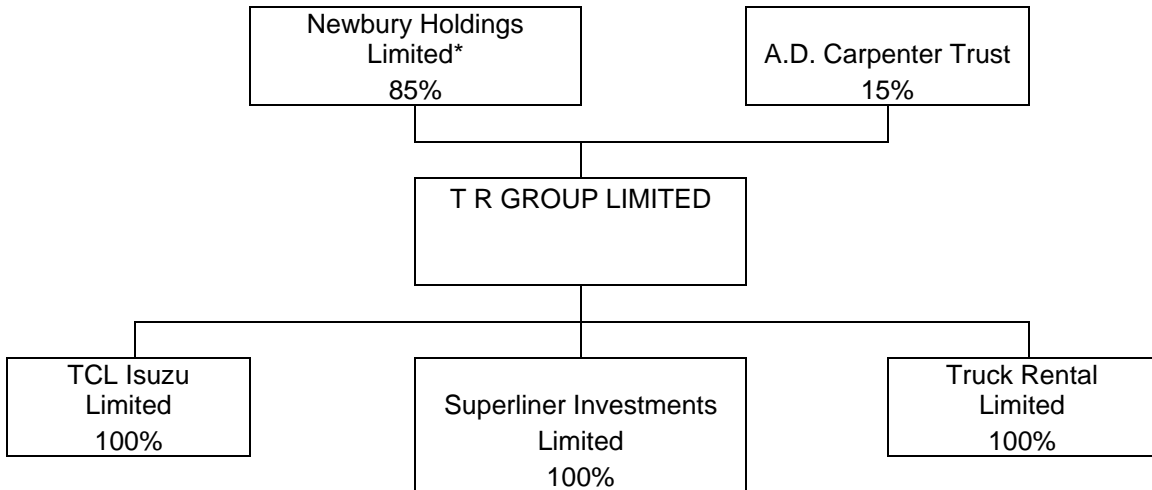 Newbury Holdings
Limited*
85%
A.D. Carpenter Trust
15%
T R GROUP LIMITED
TCL Isuzu
Limited
100%
Superliner Investments
Limited
100%
Truck Rental
Limited
100%